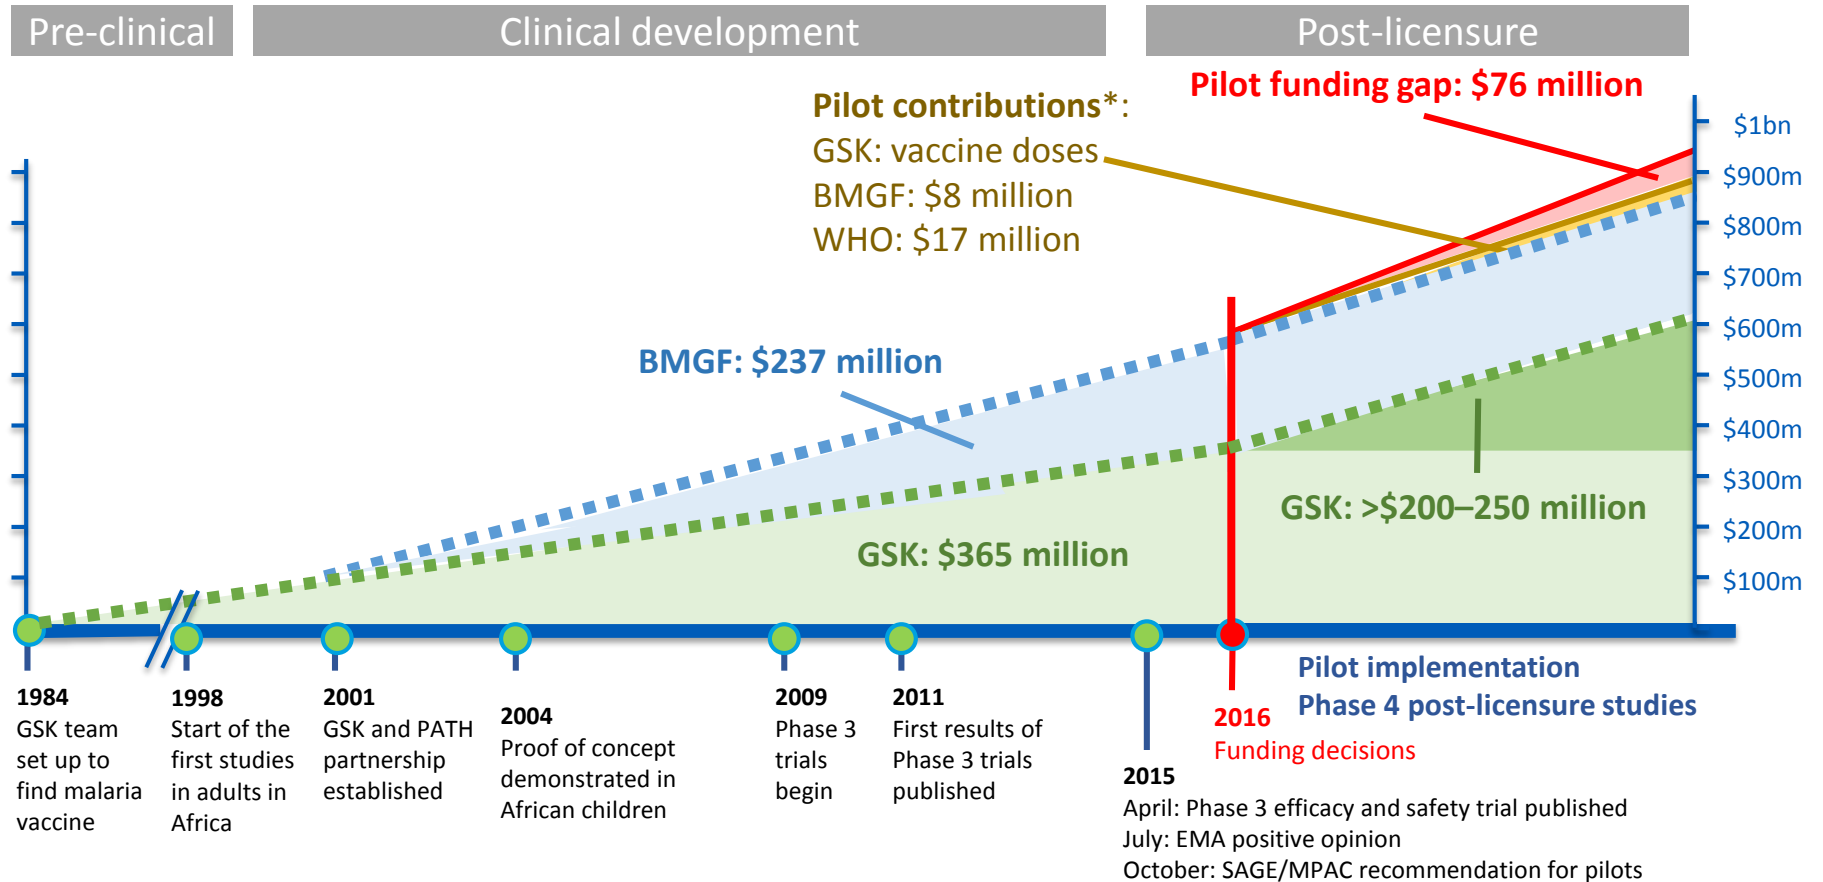 Pre-clinical
Clinical development
Post-licensure
Pilot funding gap: $76 million
Pilot contributions*:
GSK: vaccine doses
BMGF: $8 million
WHO: $17 million
BMGF: $237 million
GSK: $365 million
GSK: >$200–250 million
$1bn
$900m
$800m
$700m
$600m
$500m
$400m
$300m
$200m
$100m
1984
GSK team
set up to
find malaria
vaccine
1998
Start of the
first studies
in adults in
Africa
2001
GSK and PATH
partnership
established
2004
Proof of concept
demonstrated in
African children
2009
Phase 3
trials
begin
2011
First results of
Phase 3 trials
published
2015
April: Phase 3 efficacy and safety trial published
July: EMA positive opinion
October: SAGE/MPAC recommendation for pilots
2016
Funding decisions
Pilot implementation
Phase 4 post-licensure studies